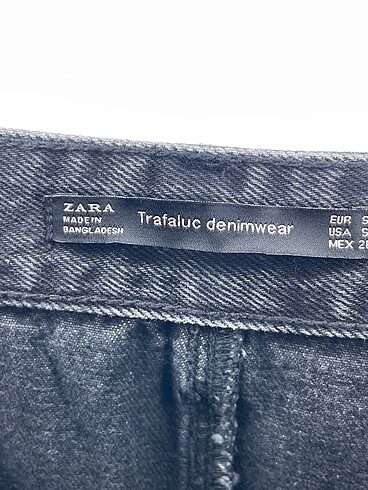 ZARA
MADE IN
BANGLADESH
Trafaluc denimwear
EUR S
USA S
MEX